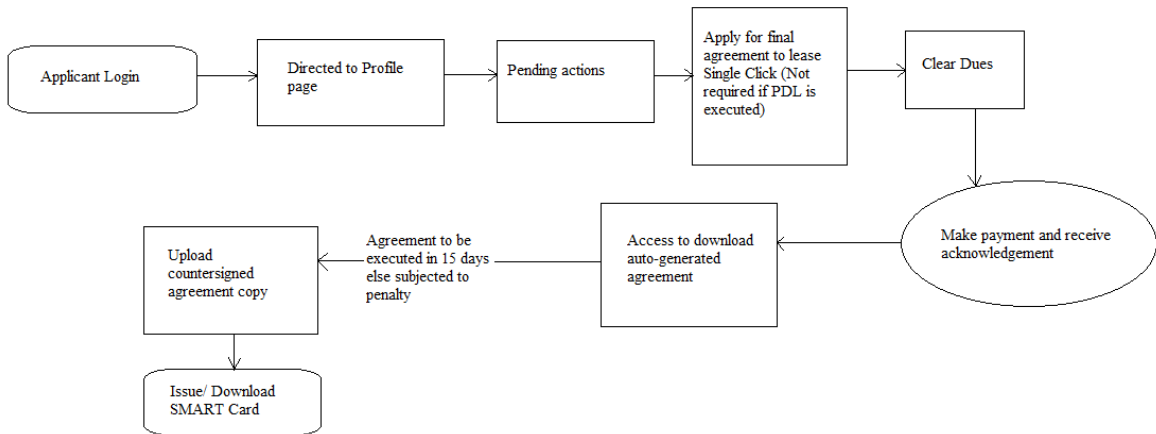 Applicant Login
Directed to Profile
page
Pending actions
Apply for final
agreement to lease
Single Click (Not
required if PDL is
executed)
Clear Dues
Make payment and receive
acknowledgement
Access to download
auto-generated
agreement
Agreement to be
executed in 15 days
else subjected to
penalty
Upload
countersigned
agreement copy
Issue/ Download
SMART Card